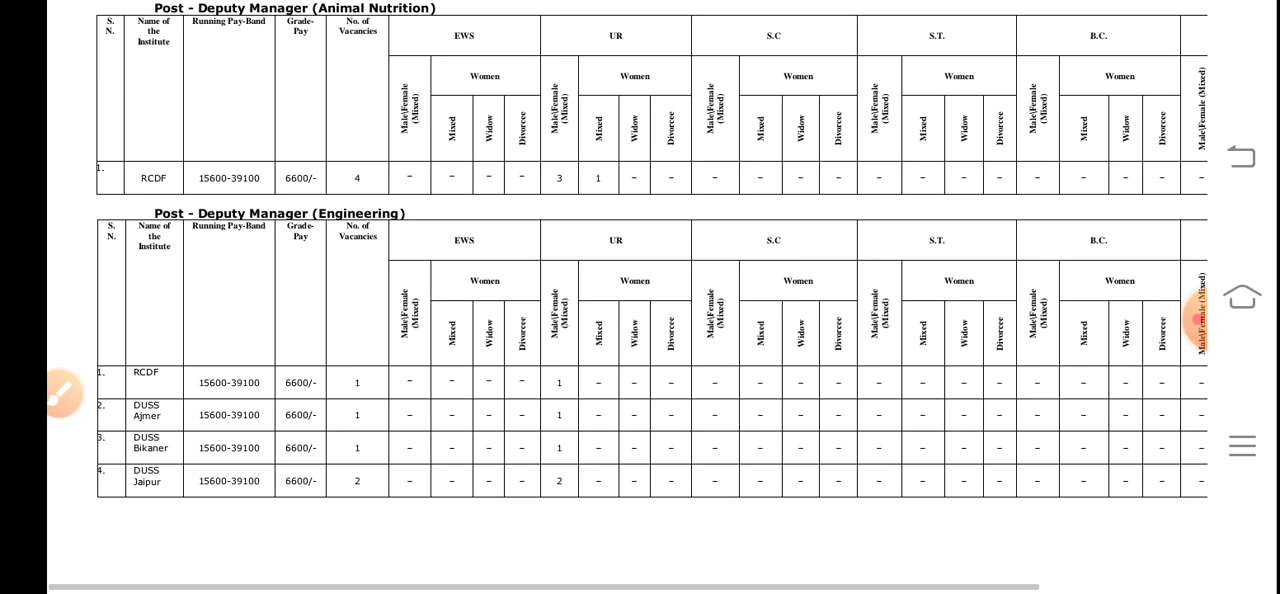 Post - Deputy Manager (Animal Nutrition)
S. N. Name of the Institute Running Pay-Band Grade-Pay No. of Vacancies EWS UR S.C S.T. B.C.
Women Women Women Women Women
Male\Female (Mixed) Mixed Widow Divorcee Male\Female (Mixed) Mixed Widow Divorcee Male\Female (Mixed) Mixed Widow Divorcee Male\Female (Mixed) Mixed Widow Divorcee Male\Female (Mixed) Mixed Widow Divorcee Male\Female (Mixed)
1. RCDF 15600-39100 6600/- 4 – – – – 3 1 – – – – – – – – – – – – – – –
Post - Deputy Manager (Engineering)
S. N. Name of the Institute Running Pay-Band Grade-Pay No. of Vacancies EWS UR S.C S.T. B.C.
Women Women Women Women Women
Male\Female (Mixed) Mixed Widow Divorcee Male\Female (Mixed) Mixed Widow Divorcee Male\Female (Mixed) Mixed Widow Divorcee Male\Female (Mixed) Mixed Widow Divorcee Male\Female (Mixed) Mixed Widow Divorcee Male\Female (Mixed)
1. RCDF 15600-39100 6600/- 1 – – – – 1 – – – – – – – – – – – – – – – –
2. DUSS Ajmer 15600-39100 6600/- 1 – – – – 1 – – – – – – – – – – – – – – – –
3. DUSS Bikaner 15600-39100 6600/- 1 – – – – 1 – – – – – – – – – – – – – – – –
4. DUSS Jaipur 15600-39100 6600/- 2 – – – – 2 – – – – – – – – – – – – – – – –